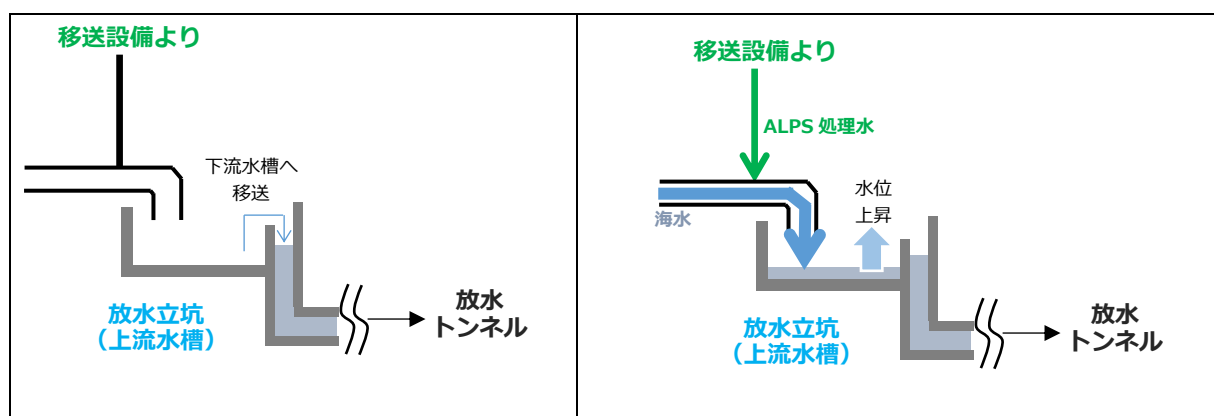 移送設備より
下流水槽へ
移送
放水立坑
(上流水槽)
放水
トンネル
移送設備より
ALPS 処理水
海水
水位
上昇
放水立坑
(上流水槽)
放水
トンネル